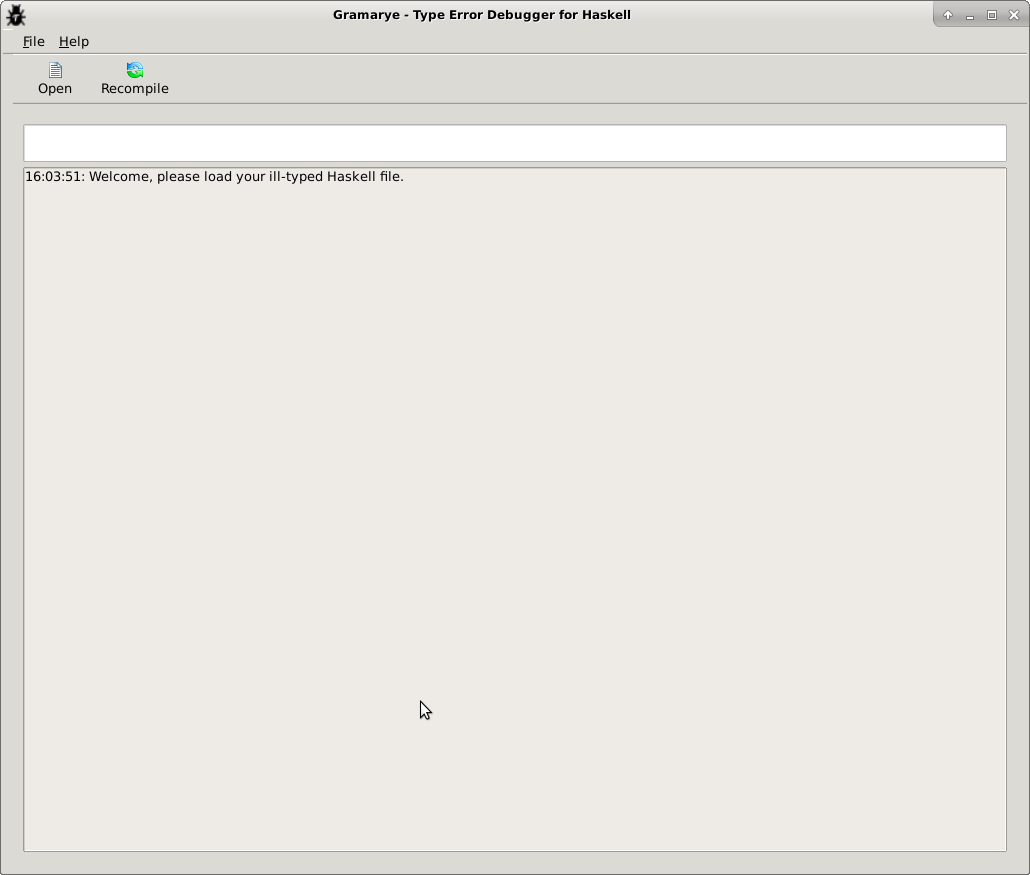 Gramarye - Type Error Debugger for Haskell
File Help
Open Recompile
16:03:51: Welcome, please load your ill-typed Haskell file.